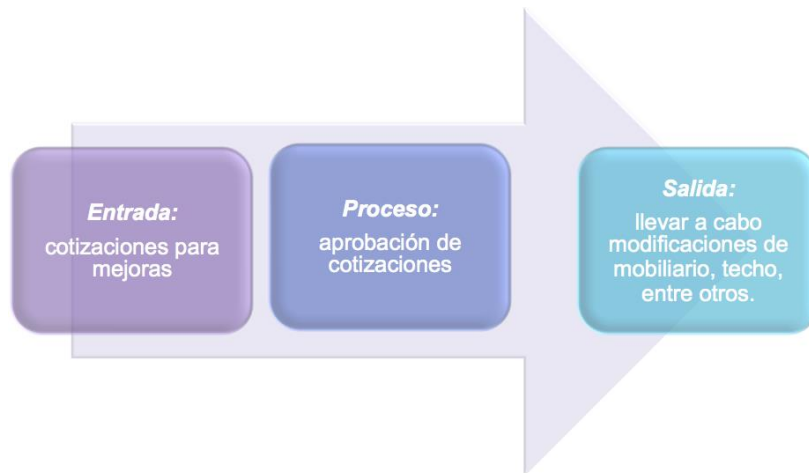 Entrada:
cotizaciones para
mejoras
Proceso:
aprobación de
cotizaciones
Salida:
llevar a cabo
modificaciones de
mobiliario, techo,
entre otros.